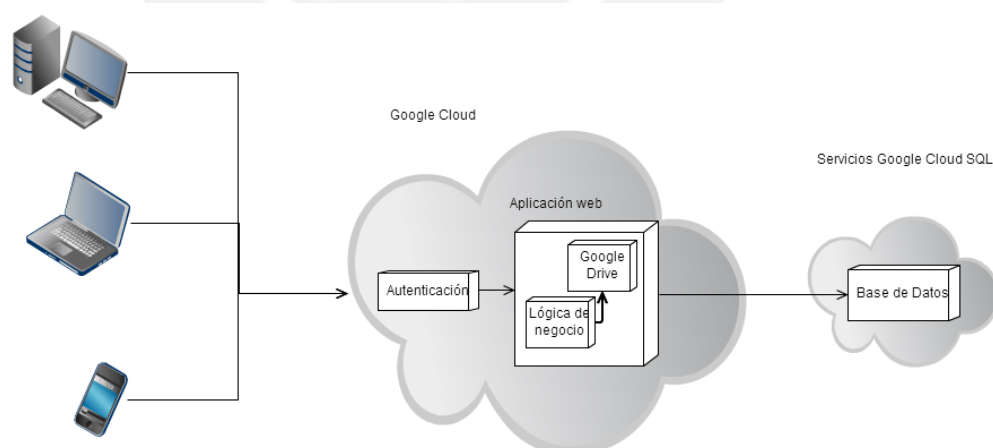 Google Cloud
Servicios Google Cloud SQL
Aplicación web
Google
Drive
Autenticación
Lógica de
negocio
Base de Datos